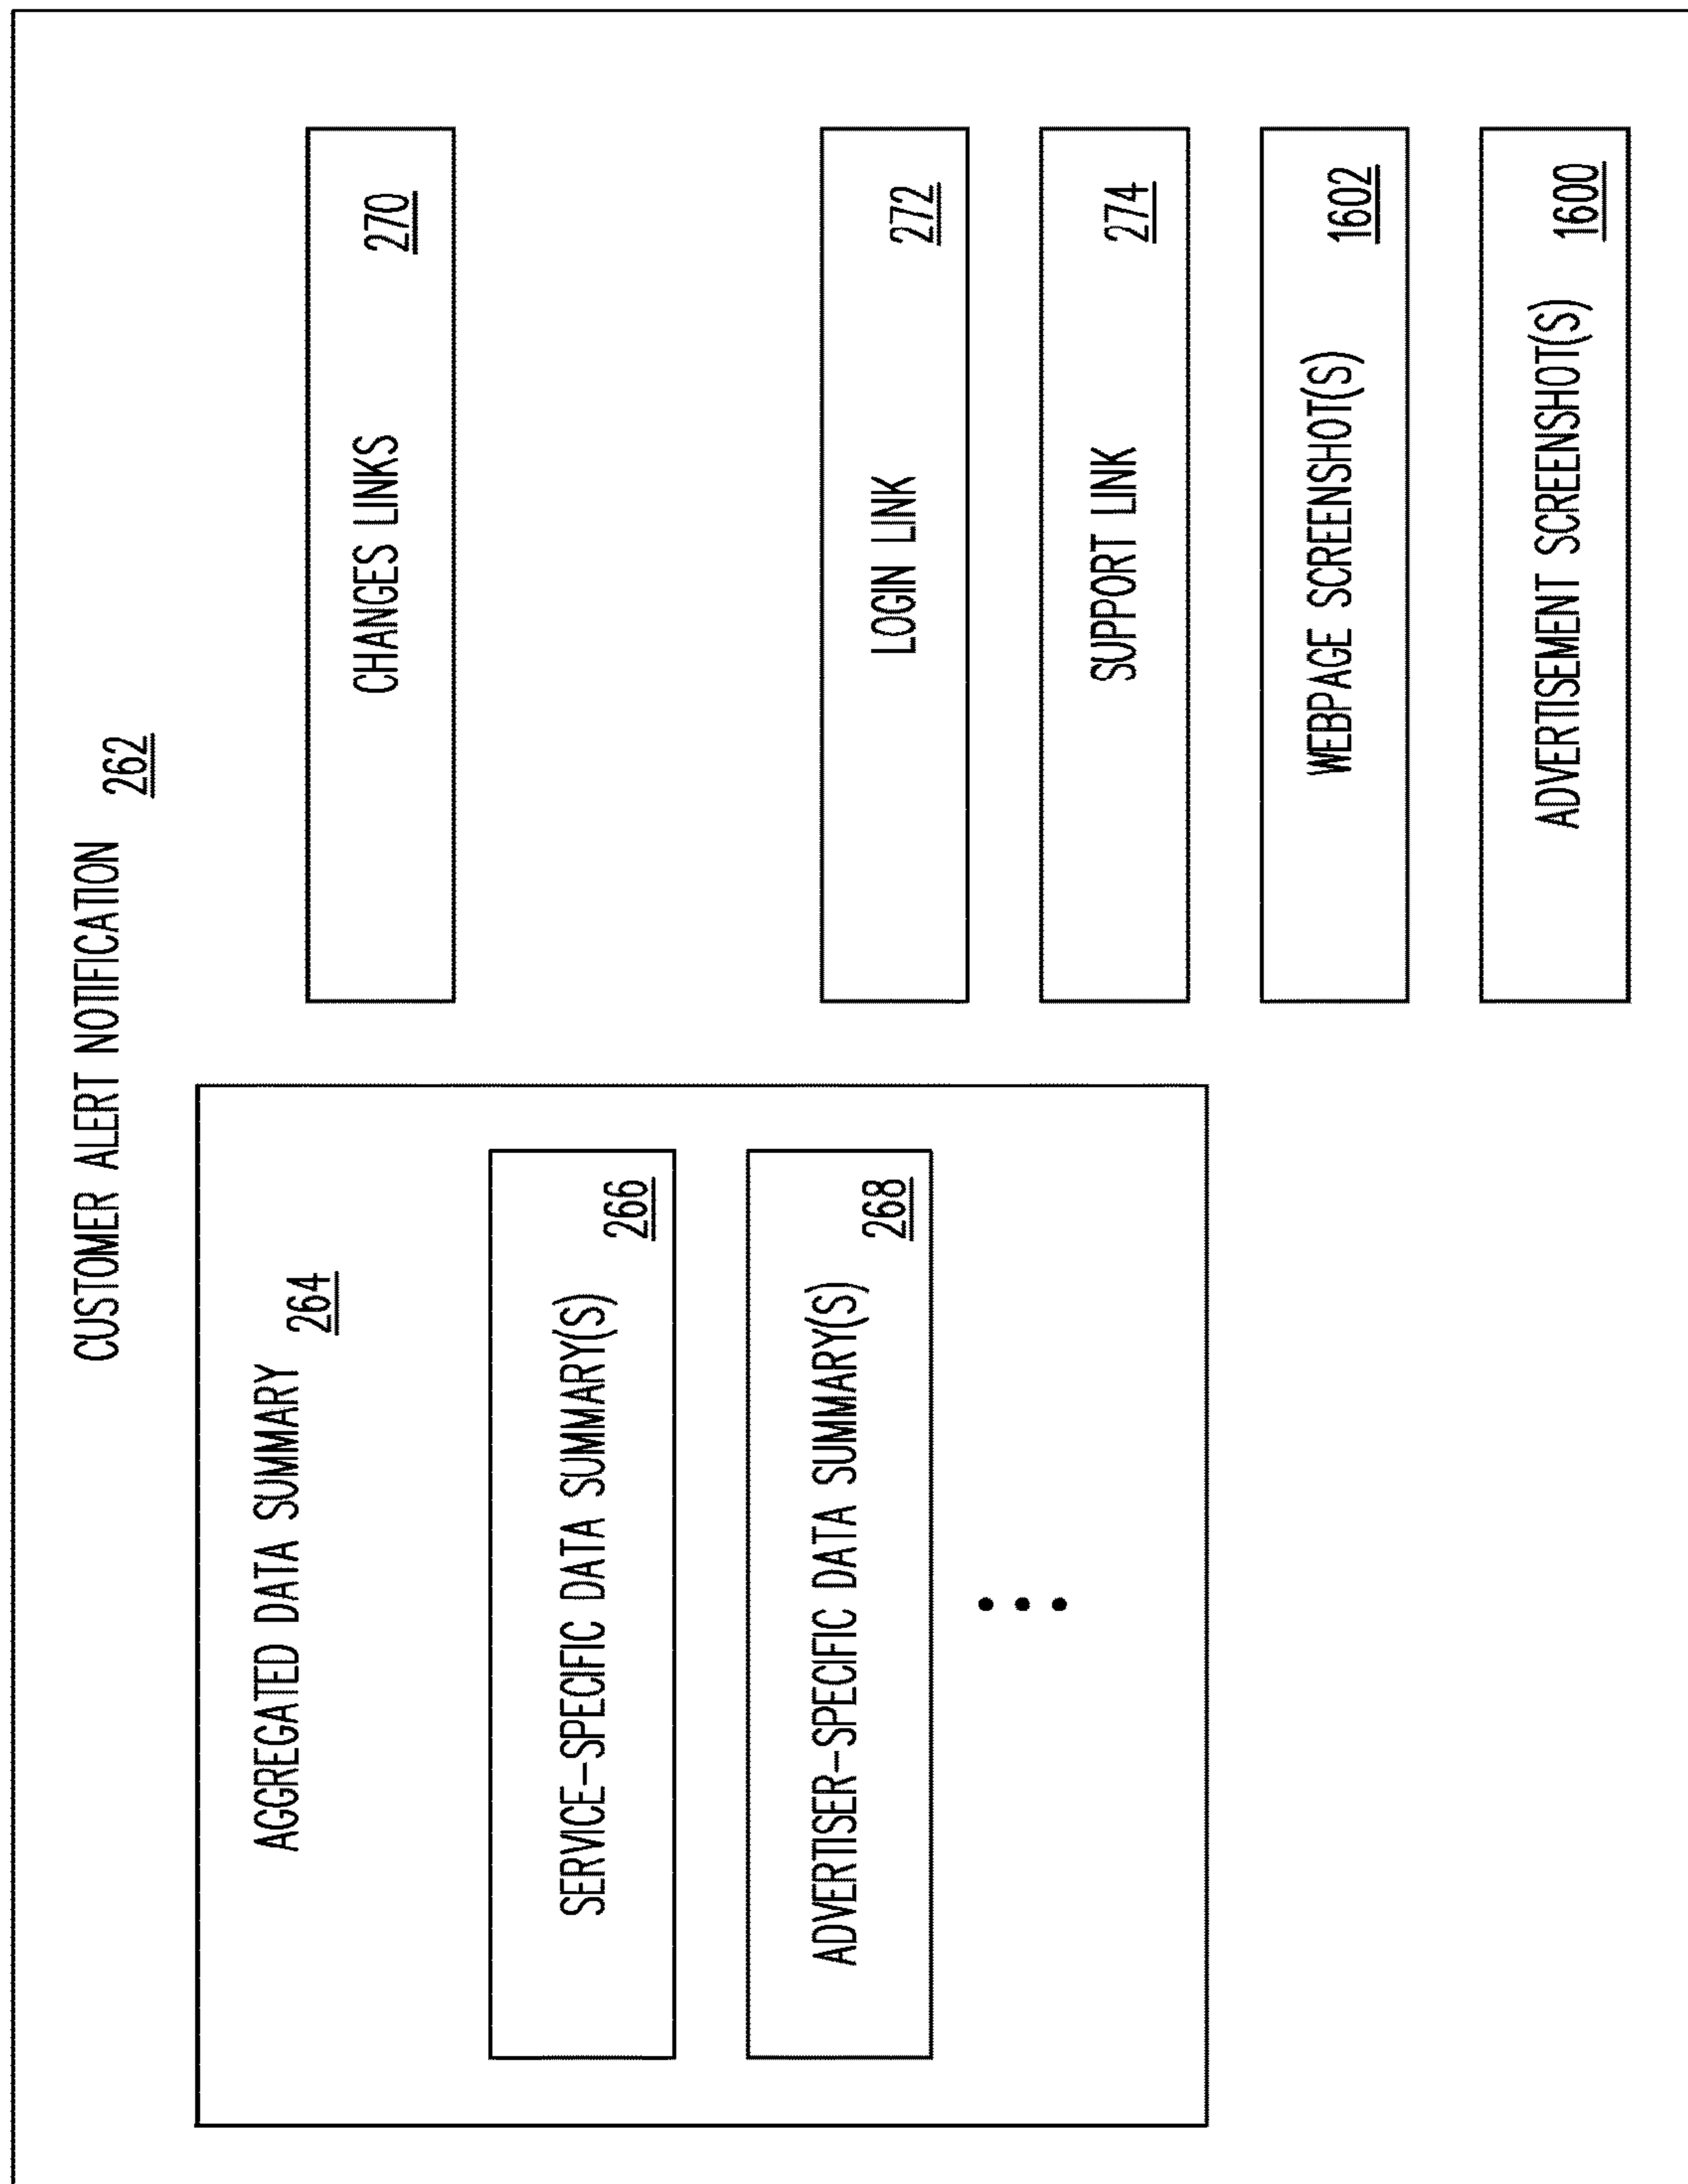 CUSTOMER ALERT NOTIFICATION
262
AGGREGATED DATA SUMMARY
264
SERVICE-SPECIFIC DATA SUMMARY(S)
266
ADVERTISER-SPECIFIC DATA SUMMARY(S)
268
CHANGES LINKS 270
LOGIN LINK 272
SUPPORT LINK 274
WEBPAGE SCREENSHOT(S) 1602
ADVERTISEMENT SCREENSHOT(S) 1600